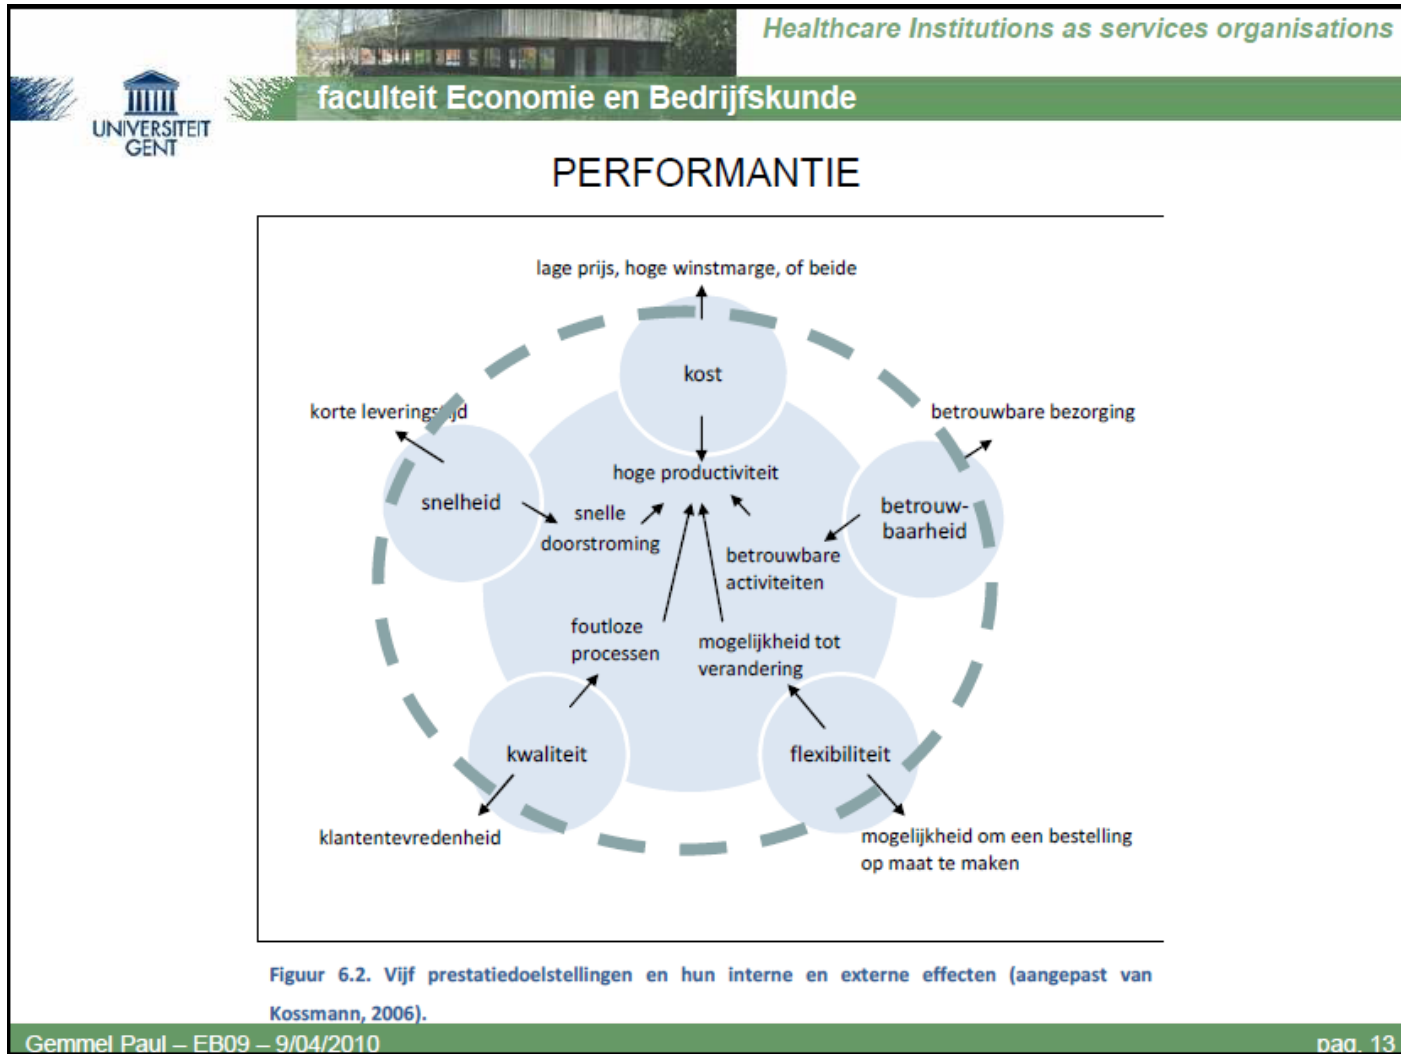 Healthcare Institutions as services organisations
faculteit Economie en Bedrijfskunde
UNIVERSITEIT
GENT
PERFORMANTIE
lage prijs, hoge winstmarge, of beide
kost
korte leveringstijd
betrouwbare bezorging
hoge productiviteit
snelheid
snelle
doorstroming
betrouw-
baarheid
betrouwbare
activiteiten
foutloze
processen
mogelijkheid tot
verandering
kwaliteit
flexibiliteit
klantentevredenheid
mogelijkheid om een bestelling
op maat te maken
Figuur 6.2. Vijf prestatiedoelstellingen en hun interne en externe effecten (aangepast van
Kossmann, 2006).
Gemmel Paul – EB09 – 9/04/2010
pag. 13